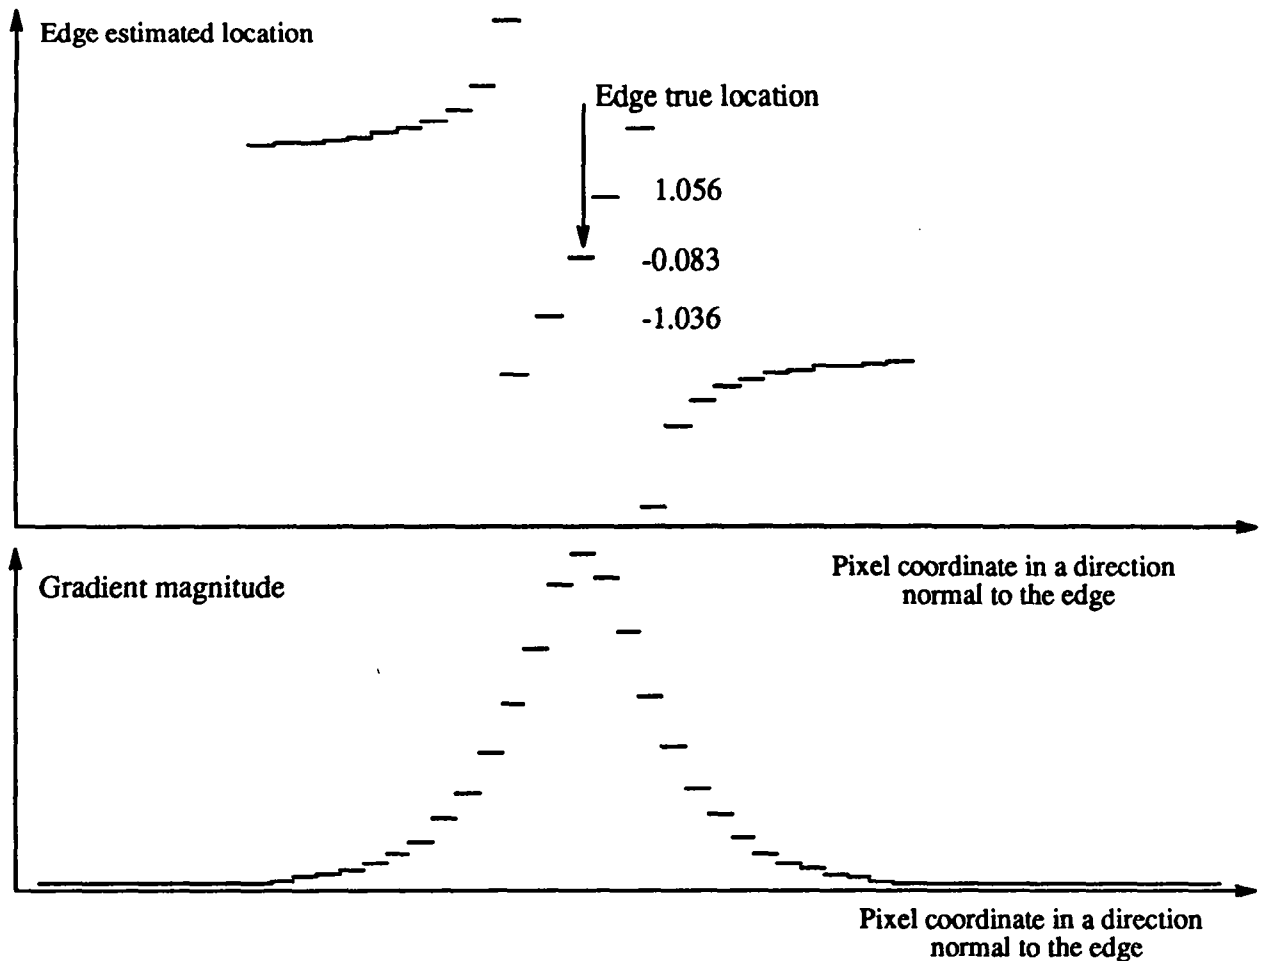 Edge estimated location
Edge true location
1.056
-0.083
-1.036
Pixel coordinate in a direction
normal to the edge
Gradient magnitude
Pixel coordinate in a direction
normal to the edge